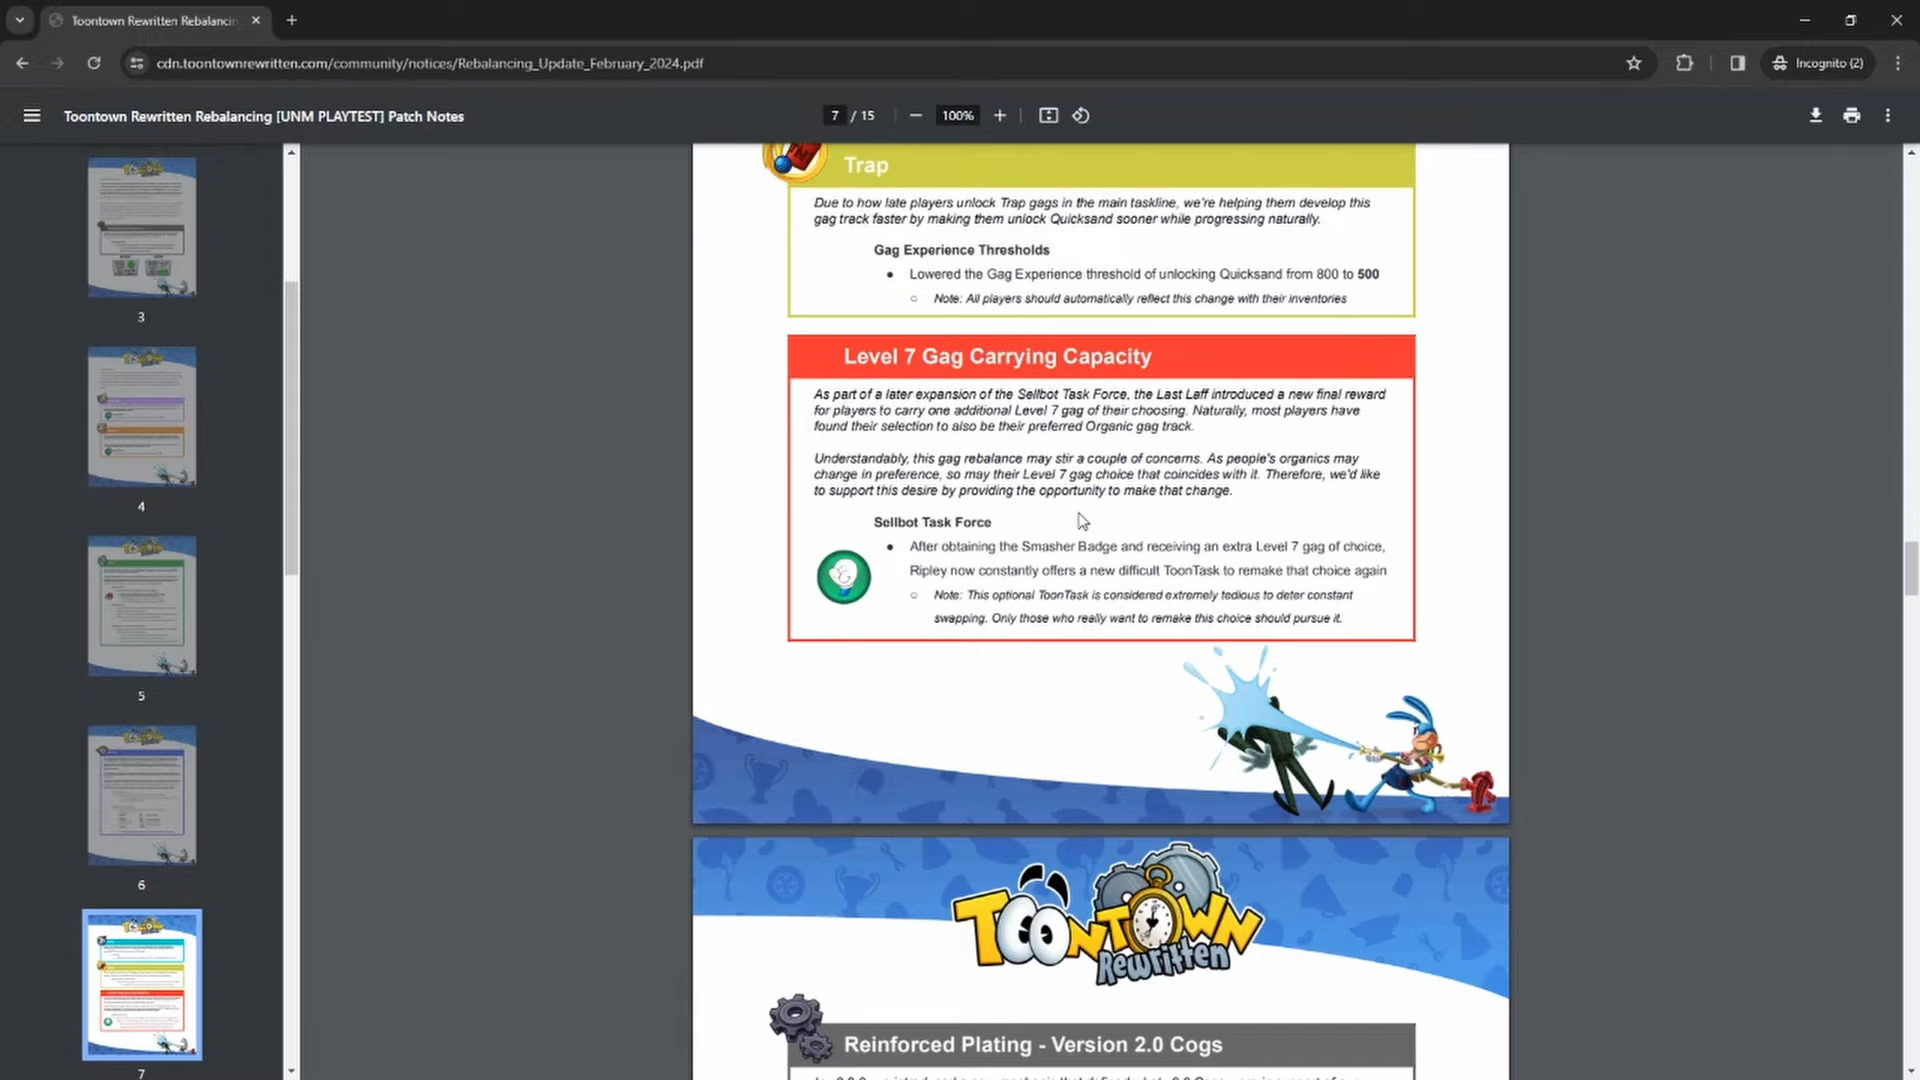 Toontown Rewritten Rebalancin
cdn.toontownrewritten.com/community/notices/Rebalancing_Update_February_2024.pdf
Incognito (2)
Toontown Rewritten Rebalancing [UNM PLAYTEST] Patch Notes
7 / 15
100%
3
4
5
6
7
Trap
Due to how late players unlock Trap gags in the main taskline, we're helping them develop this
gag track faster by making them unlock Quicksand sooner while progressing naturally.
Gag Experience Thresholds
● Lowered the Gag Experience threshold of unlocking Quicksand from 800 to 500
○ Note: All players should automatically reflect this change with their inventories
Level 7 Gag Carrying Capacity
As part of a later expansion of the Sellbot Task Force, the Last Laff introduced a new final reward
for players to carry one additional Level 7 gag of their choosing. Naturally, most players have
found their selection to also be their preferred Organic gag track.
Understandably, this gag rebalance may stir a couple of concerns. As people's organics may
change in preference, so may their Level 7 gag choice that coincides with it. Therefore, we'd like
to support this desire by providing the opportunity to make that change.
Sellbot Task Force
● After obtaining the Smasher Badge and receiving an extra Level 7 gag of choice,
Ripley now constantly offers a new difficult ToonTask to remake that choice again
○ Note: This optional ToonTask is considered extremely tedious to deter constant
swapping. Only those who really want to remake this choice should pursue it.
TOONTOWN
Rewritten
Reinforced Plating - Version 2.0 Cogs